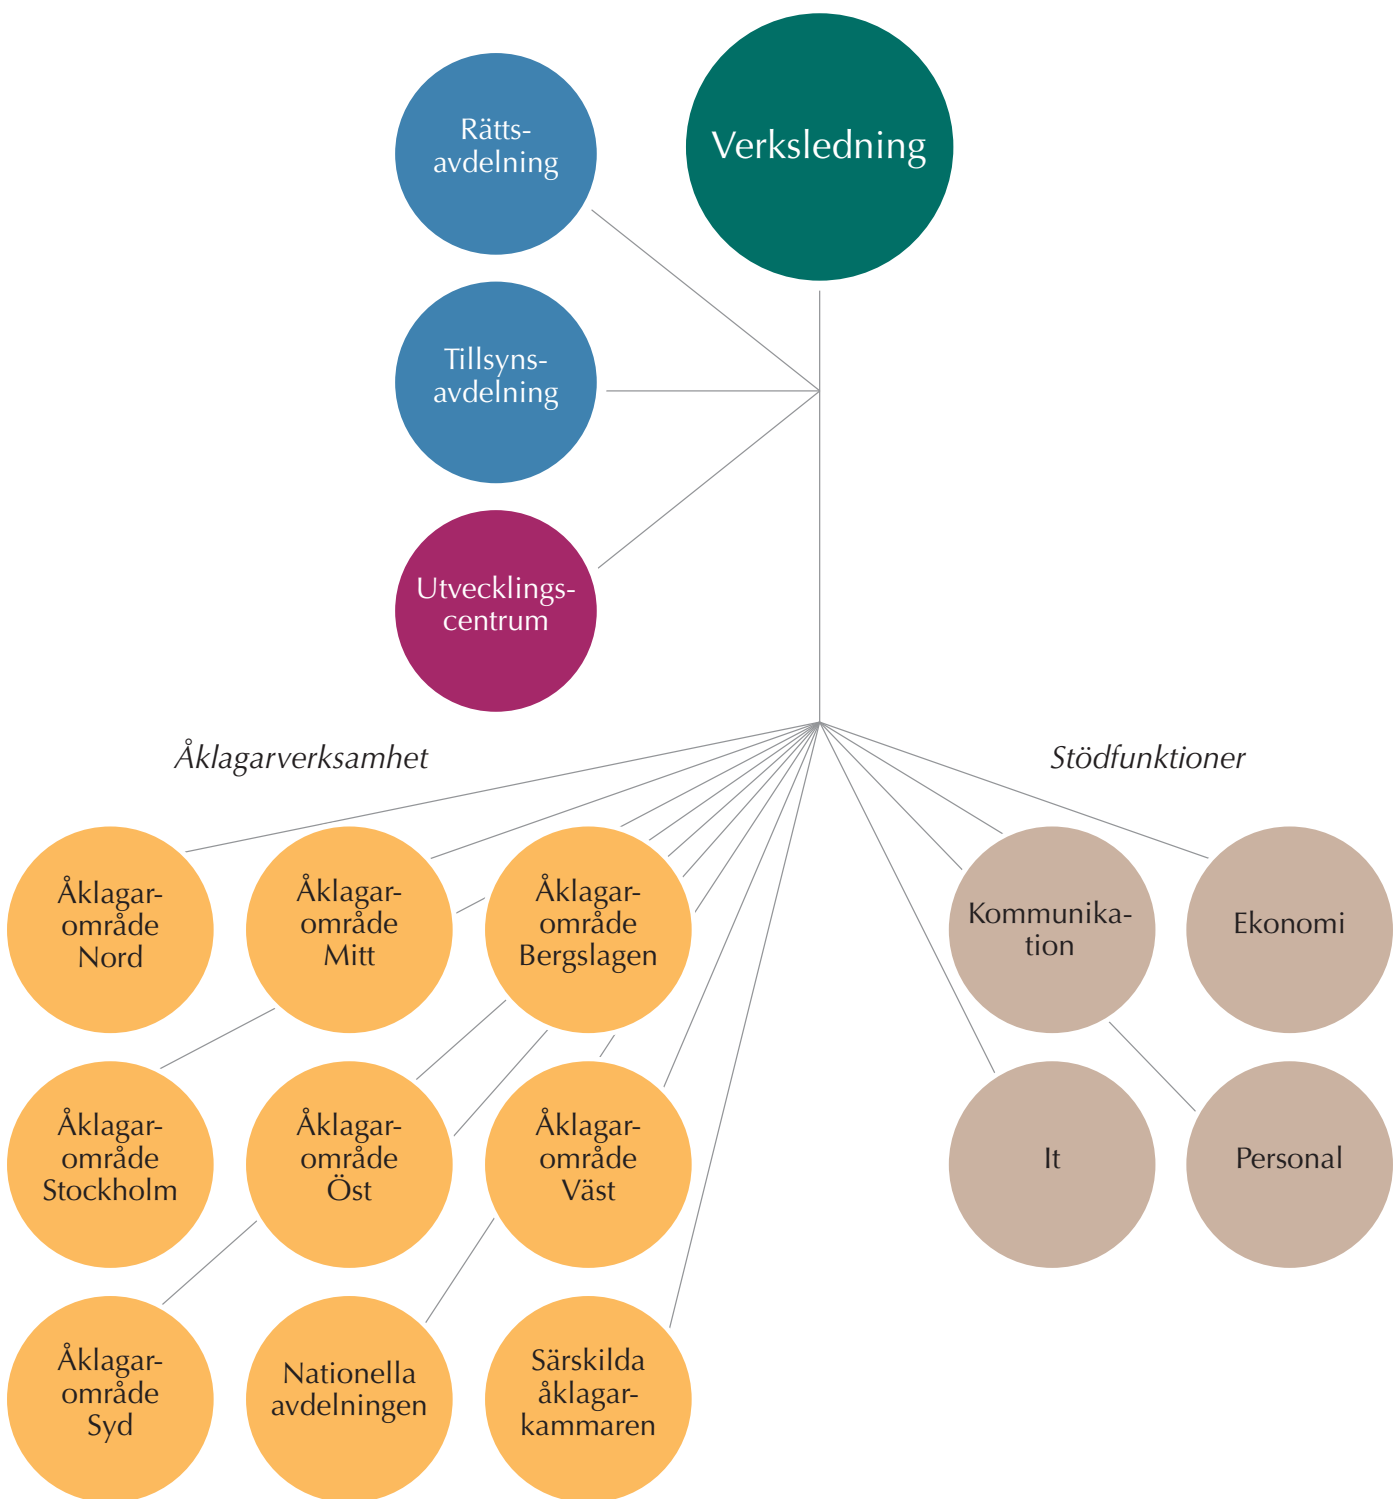 Rätts-
avdelning
Verksledning
Tillsyns-
avdelning
Utvecklings-
centrum
Åklagarverksamhet
Stödfunktioner
Åklagar-
område
Nord
Åklagar-
område
Mitt
Åklagar-
område
Bergslagen
Kommunika-
tion
Ekonomi
Åklagar-
område
Stockholm
Åklagar-
område
Öst
Åklagar-
område
Väst
It
Personal
Åklagar-
område
Syd
Nationella
avdelningen
Särskilda
åklagar-
kammaren